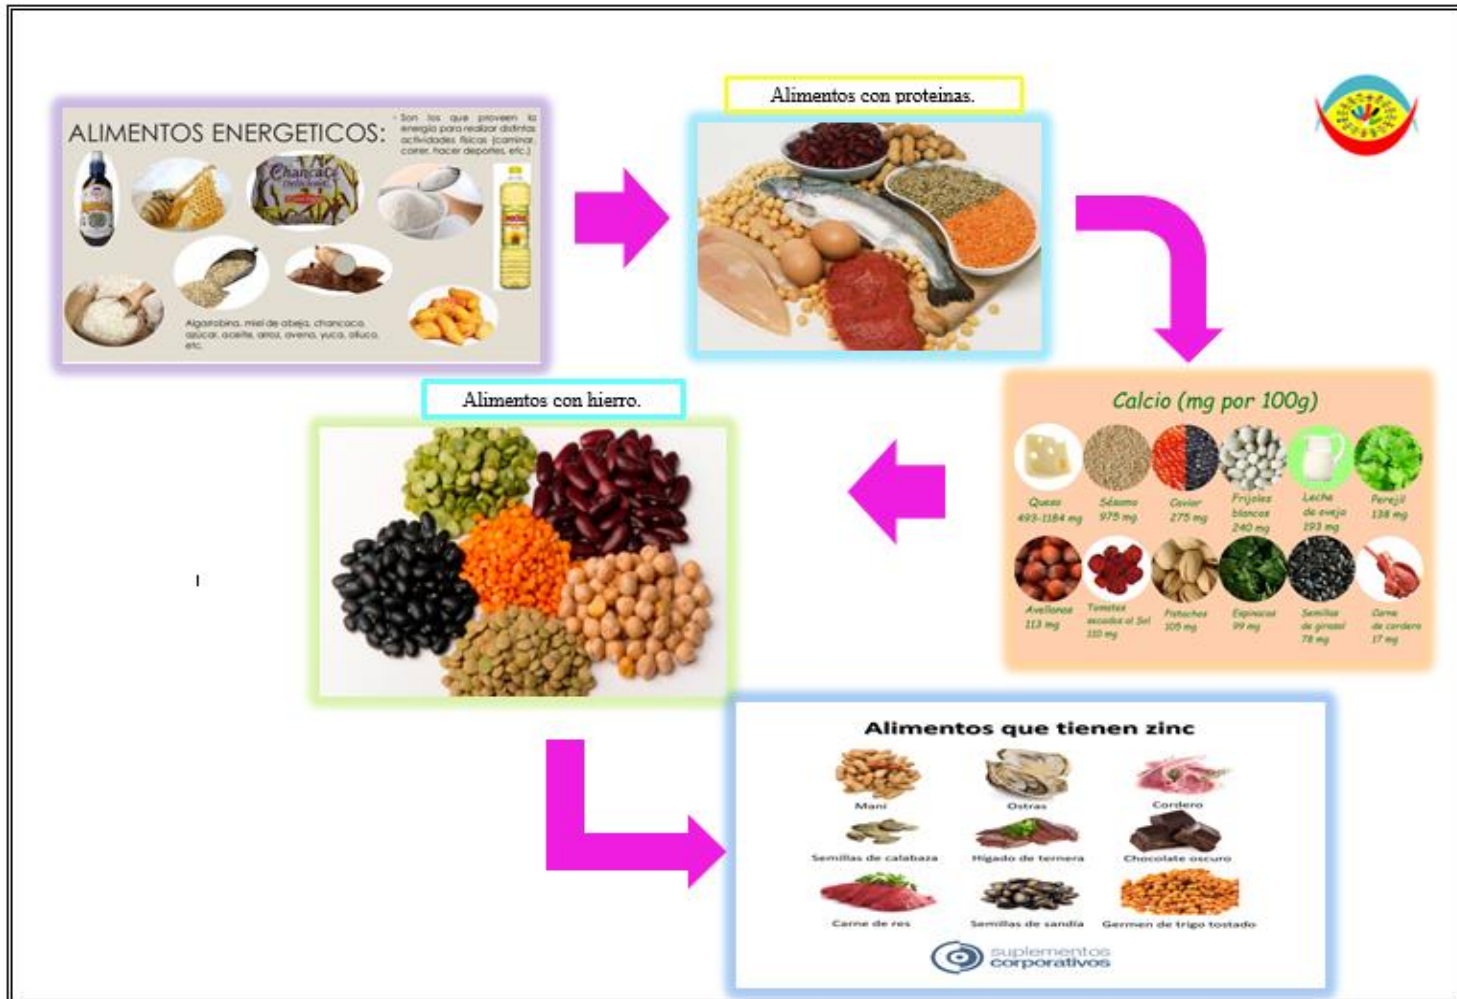 ALIMENTOS ENERGETICOS:
- Son los que proveen la
energía para realizar distintas
actividades físicas (caminar,
correr, hacer deportes, etc.)
Chancaca
Algarrobina, miel de abeja, chancaca,
azúcar, aceite, arroz, avena, yuca, olluco,
etc.
Alimentos con proteinas.
Calcio (mg por 100g)
Queso
493-1184 mg
Sésamo
975 mg
Caviar
275 mg
Frijoles
blancos
240 mg
Leche
de oveja
193 mg
Perejil
138 mg
Avellanas
113 mg
Tomates
secados al Sol
110 mg
Pistachos
105 mg
Espinacas
99 mg
Semillas
de girasol
78 mg
Carne
de cordero
17 mg
Alimentos con hierro.
Alimentos que tienen zinc
Maní
Ostras
Cordero
Semillas de calabaza
Hígado de ternera
Chocolate oscuro
Carne de res
Semillas de sandía
Germen de trigo tostado
suplementos
corporativos